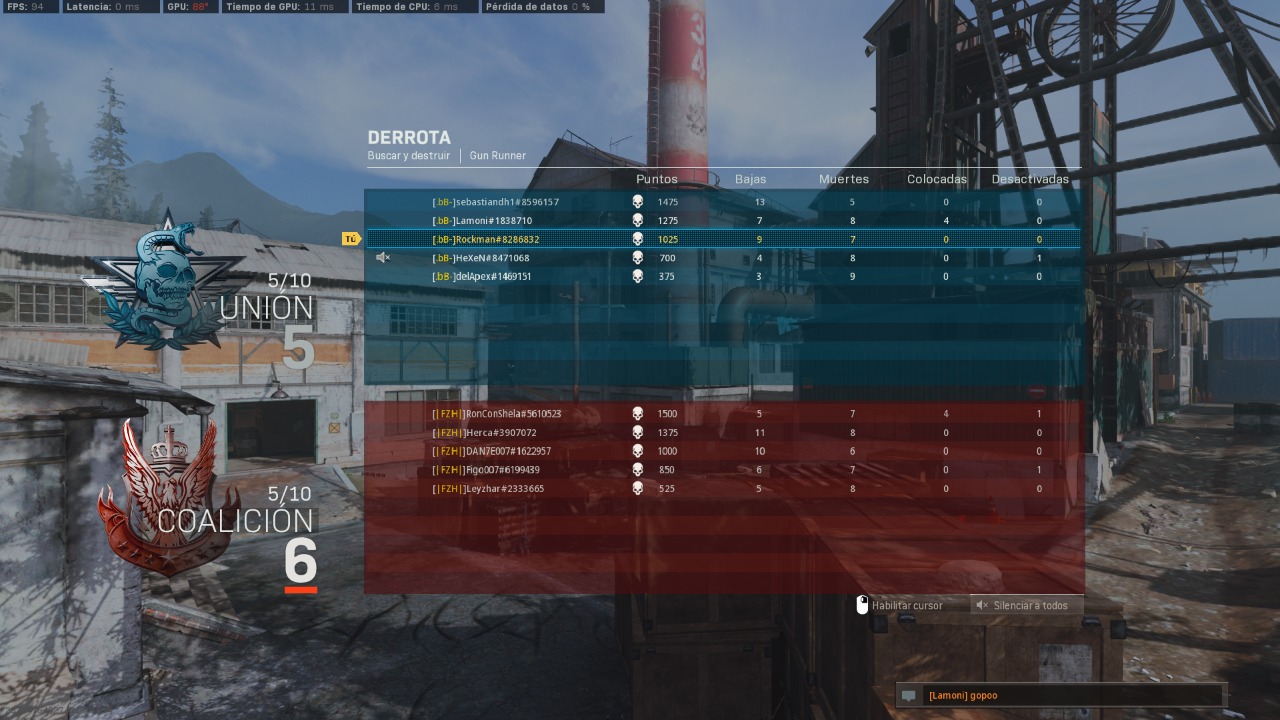 FPS: 94 Latencia: 0 ms GPU: 88° Tiempo de GPU: 11 ms Tiempo de CPU: 6 ms Pérdida de datos 0 %
34
DERROTA
Buscar y destruir | Gun Runner
Puntos Bajas Muertes Colocadas Desactivadas
[.bB-]sebastiandh1#8596157 1475 13 5 0 0
[.bB-]Lamoni#1838710 1275 7 8 4 0
Tú [.bB-]Rockman#8286832 1025 9 7 0 0
[.bB-]HeXeN#8471068 700 4 8 0 1
[.bB-]delApex#1469151 375 3 9 0 0
5/10
UNIÓN
5
[|FZH|]RonConShela#5610523 1500 5 7 4 1
[|FZH|]Herca#3907072 1375 11 8 0 0
[|FZH|]DAN7E007#1622957 1000 10 6 0 0
[|FZH|]Figo007#6199439 850 6 7 0 1
[|FZH|]Leyzhar#2333665 525 5 8 0 0
5/10
COALICIÓN
6
Habilitar cursor Silenciar a todos
[Lamoni] gopoo